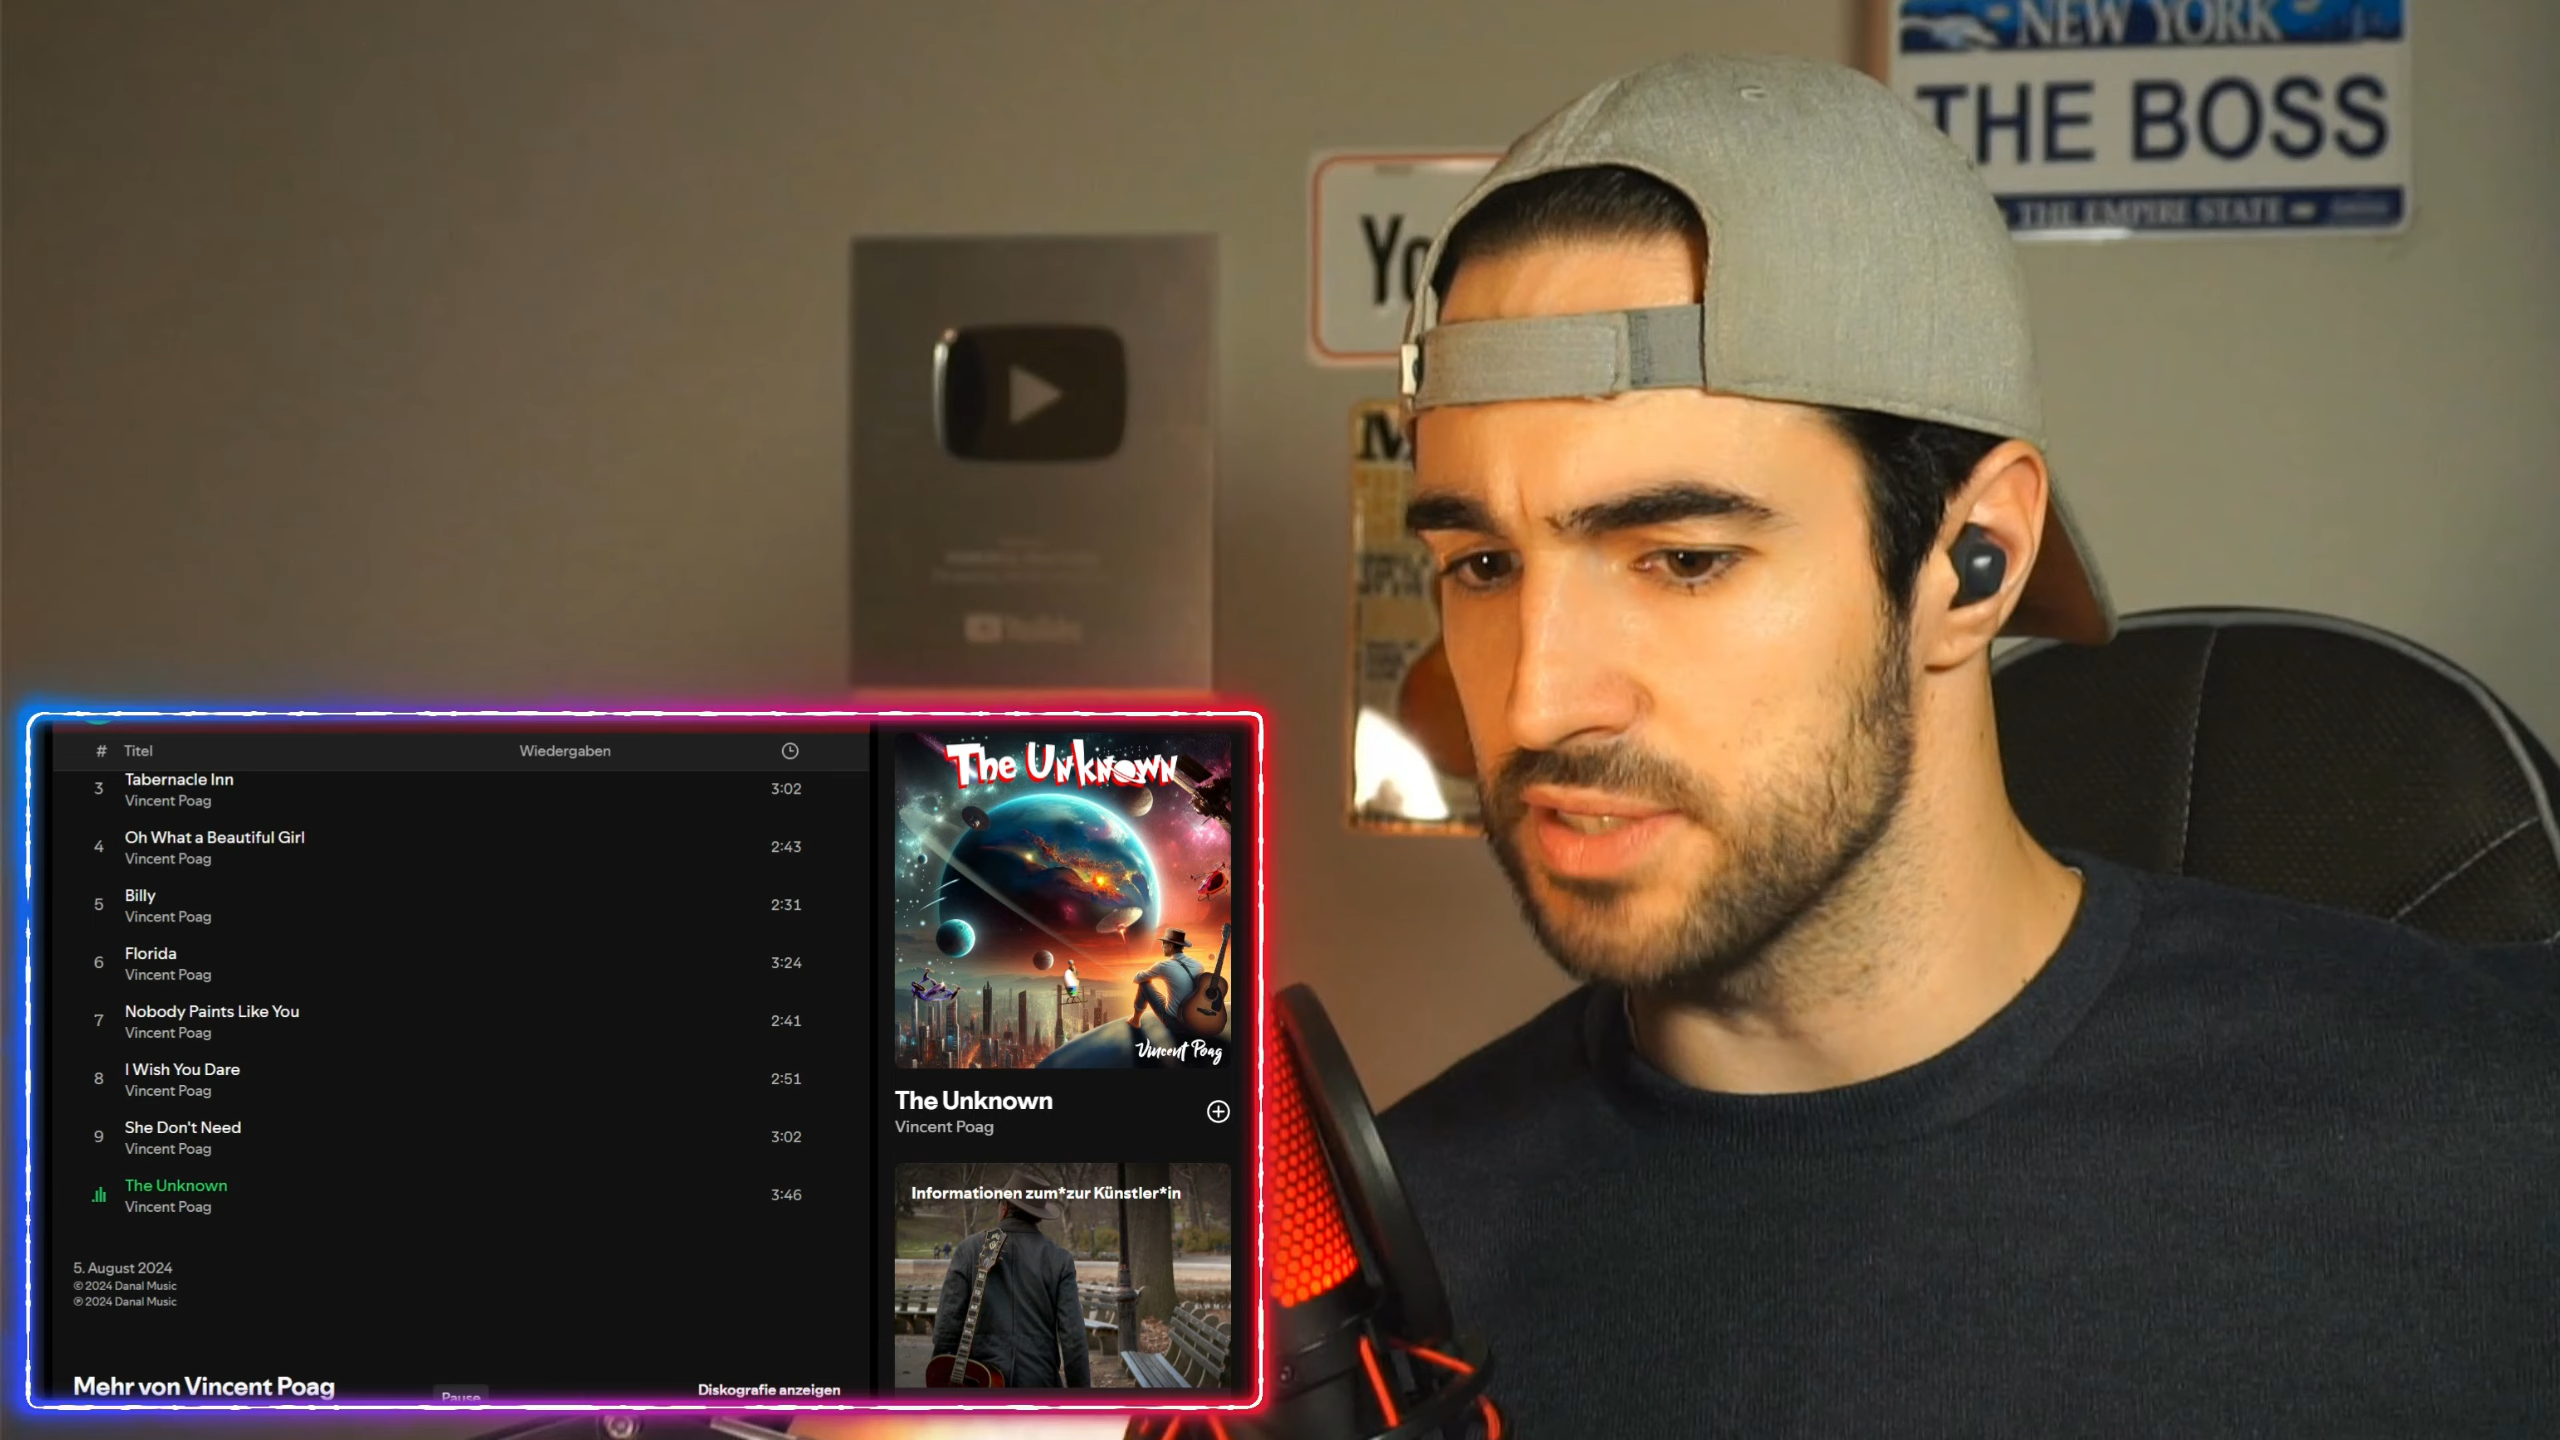 NEW YORK
THE BOSS
THE EMPIRE STATE
Yo
M
YouTube
# Titel Wiedergaben
3 Tabernacle Inn 3:02
Vincent Poag
4 Oh What a Beautiful Girl 2:43
Vincent Poag
5 Billy 2:31
Vincent Poag
6 Florida 3:24
Vincent Poag
7 Nobody Paints Like You 2:41
Vincent Poag
8 I Wish You Dare 2:51
Vincent Poag
9 She Don't Need 3:02
Vincent Poag
The Unknown 3:46
Vincent Poag
5. August 2024
© 2024 Danal Music
℗ 2024 Danal Music
Mehr von Vincent Poag
Pause
Diskografie anzeigen
The Unknown
Vincent Poag
The Unknown
Vincent Poag
Informationen zum*zur Künstler*in